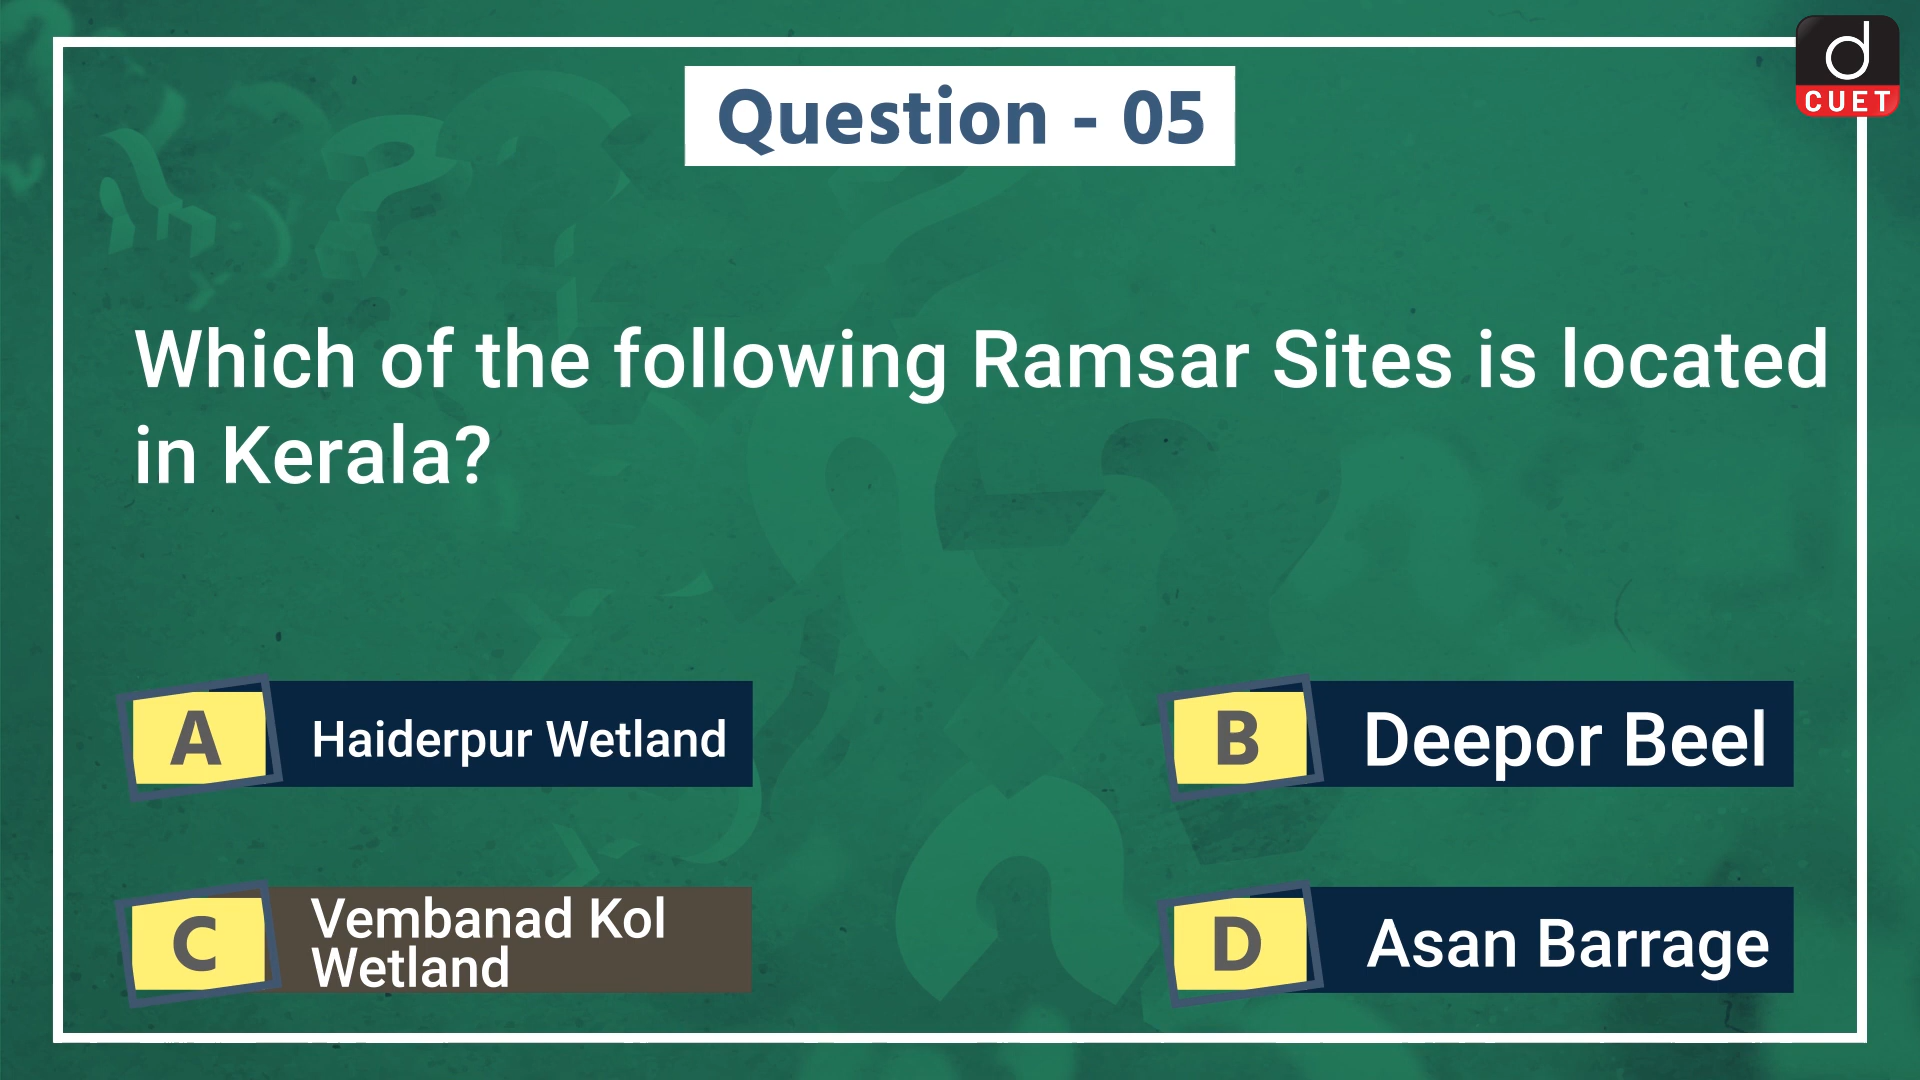 d
CUET
Question - 05
Which of the following Ramsar Sites is located
in Kerala?
A
Haiderpur Wetland
B
Deepor Beel
C
Vembanad Kol
Wetland
D
Asan Barrage